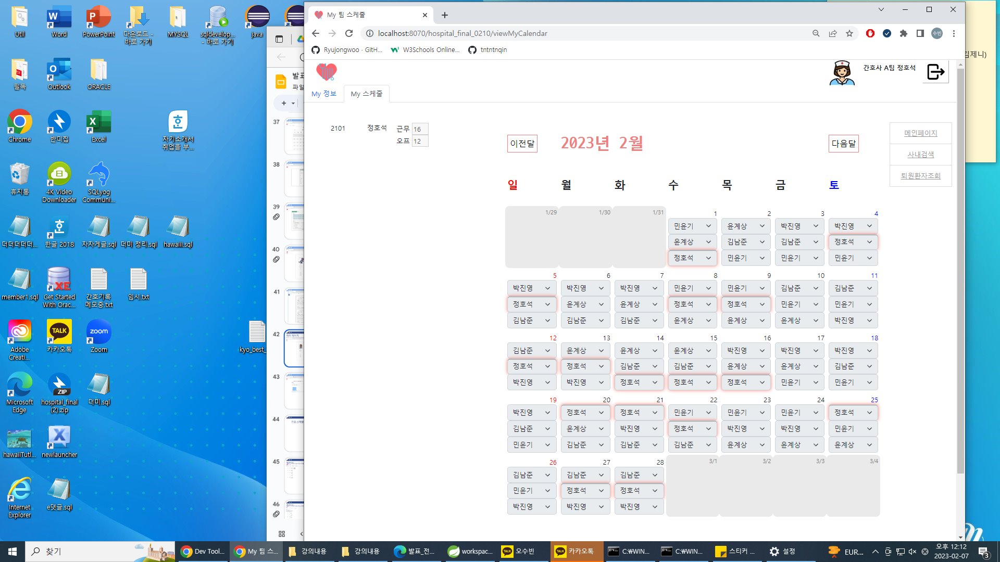 My 팀 스케줄
localhost:8070/hospital_final_0210/viewMyCalendar
Ryujongwoo · GitH...
W3Schools Online...
tntntnqin
간호사 A팀 정호석
My 정보
My 스케줄
2101 정호석 근무 16
오프 12
이전달
2023년 2월
다음달
메인페이지
사내검색
퇴원환자조회
일 월 화 수 목 금 토
1/29 1/30 1/31 1 2 3 4
민윤기 윤계상 박진영 박진영
윤계상 김남준 김남준 정호석
정호석 민윤기 민윤기 민윤기
5 6 7 8 9 10 11
박진영 박진영 박진영 민윤기 민윤기 김남준 김남준
정호석 윤계상 윤계상 정호석 정호석 민윤기 민윤기
김남준 김남준 김남준 윤계상 윤계상 윤계상 박진영
12 13 14 15 16 17 18
김남준 윤계상 윤계상 윤계상 박진영 박진영 박진영
정호석 정호석 김남준 김남준 윤계상 윤계상 김남준
박진영 박진영 정호석 정호석 정호석 민윤기 민윤기
19 20 21 22 23 24 25
박진영 정호석 정호석 민윤기 민윤기 민윤기 정호석
김남준 윤계상 박진영 정호석 박진영 박진영 민윤기
민윤기 김남준 김남준 김남준 윤계상 윤계상 윤계상
26 27 28 3/1 3/2 3/3 3/4
김남준 김남준 김남준
민윤기 정호석 정호석
박진영 박진영 박진영
김제니)
수빈
발표
파일
37
38
39
40
41
42
43
44
45
46
Util
Word
PowerPoint
다운로드 -
바로 가기
MYSQL
sqldevelop...
- 바로 가기
java
필독
Outlook
ORACLE
Chrome
반디집
Excel
자기소개서
취업을 부...
휴지통
4K Video
Downloader
SQLyog
Communi...
더더더더더...
한글 2018
자자게글.sql
더미 정리.sql
hawaiii.sql
member1.sql
Get Started
With Orac...
간호기록
메모중.txt
임시.txt
Adobe
Creati...
카카오톡
Zoom
kyo_best_
Microsoft
Edge
hospital_final
(2).zip
더미.sql
hawaiiTutl...
newlauncher
Internet
Explorer
e댓글.sql
찾기
Dev Tool...
My 팀 스...
강의내용
강의내용
발표_전...
workspac...
오수빈
카카오톡
C:₩WIN...
C:₩WIN...
스티커 ...
설정
EUR...
오후 12:12
2023-02-07
3